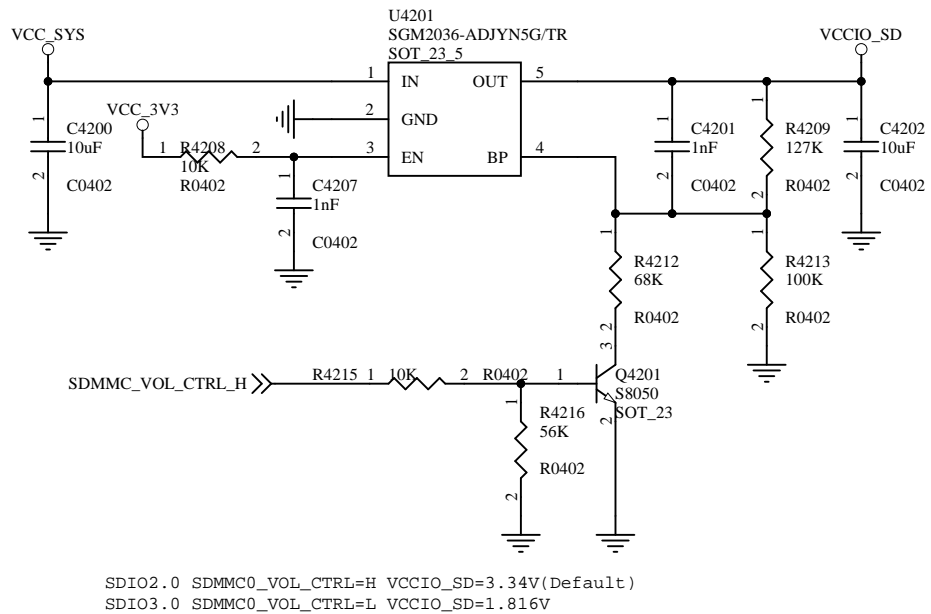 U4201
VCC_SYS
SGM2036-ADJYN5G/TR
VCCIO_SD
SOT_23_5
1
IN
OUT
5
2
GND
VCC_3V3
1
C4200
10uF
2
C0402
1
R4208
2
10K
R0402
3
EN
BP
4
1
C4207
1nF
2
C0402
1
C4201
1nF
2
C0402
1
R4209
127K
2
R0402
1
C4202
10uF
2
C0402
1
R4212
68K
2
R0402
1
R4213
100K
2
R0402
3
SDMMC_VOL_CTRL_H
R4215
1
10K
2
R0402
1
Q4201
S8050
SOT_23
2
1
R4216
56K
R0402
2
SDIO2.0 SDMMC0_VOL_CTRL=H VCCIO_SD=3.34V(Default)
SDIO3.0 SDMMC0_VOL_CTRL=L VCCIO_SD=1.816V